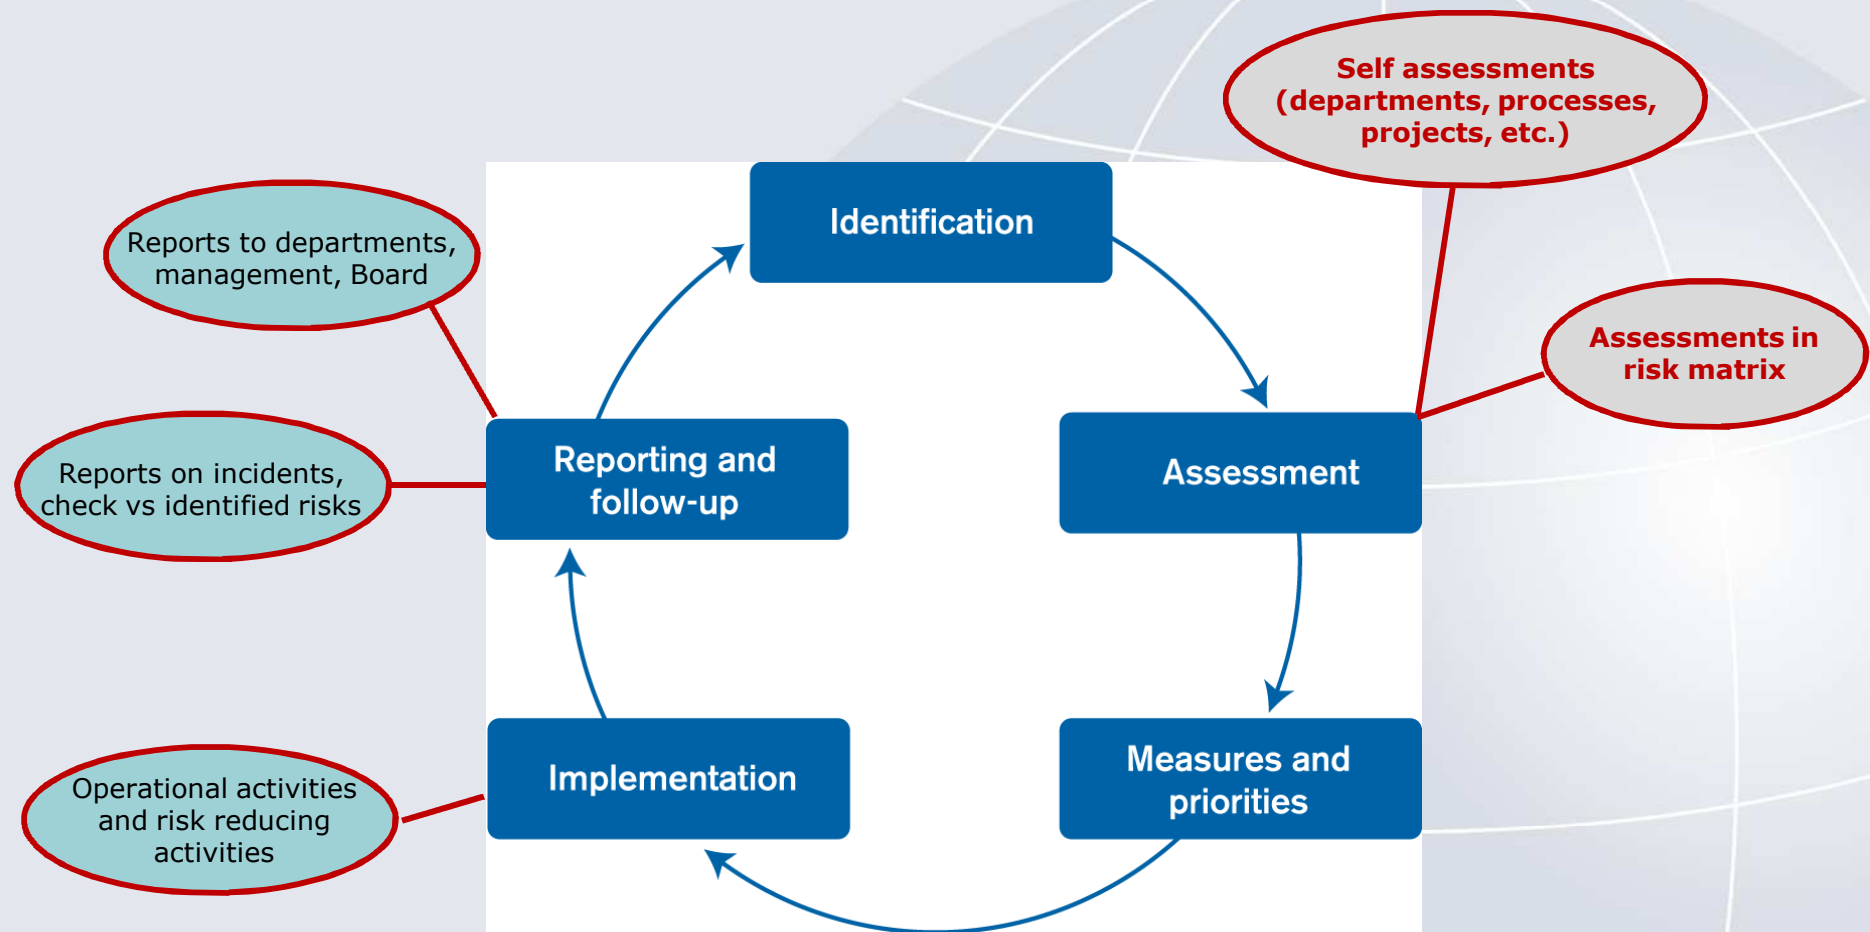 Self assessments
(departments, processes,
projects, etc.)
Identification
Reports to departments,
management, Board
Assessments in
risk matrix
Reporting and
follow-up
Assessment
Reports on incidents,
check vs identified risks
Measures and
priorities
Implementation
Operational activities
and risk reducing
activities